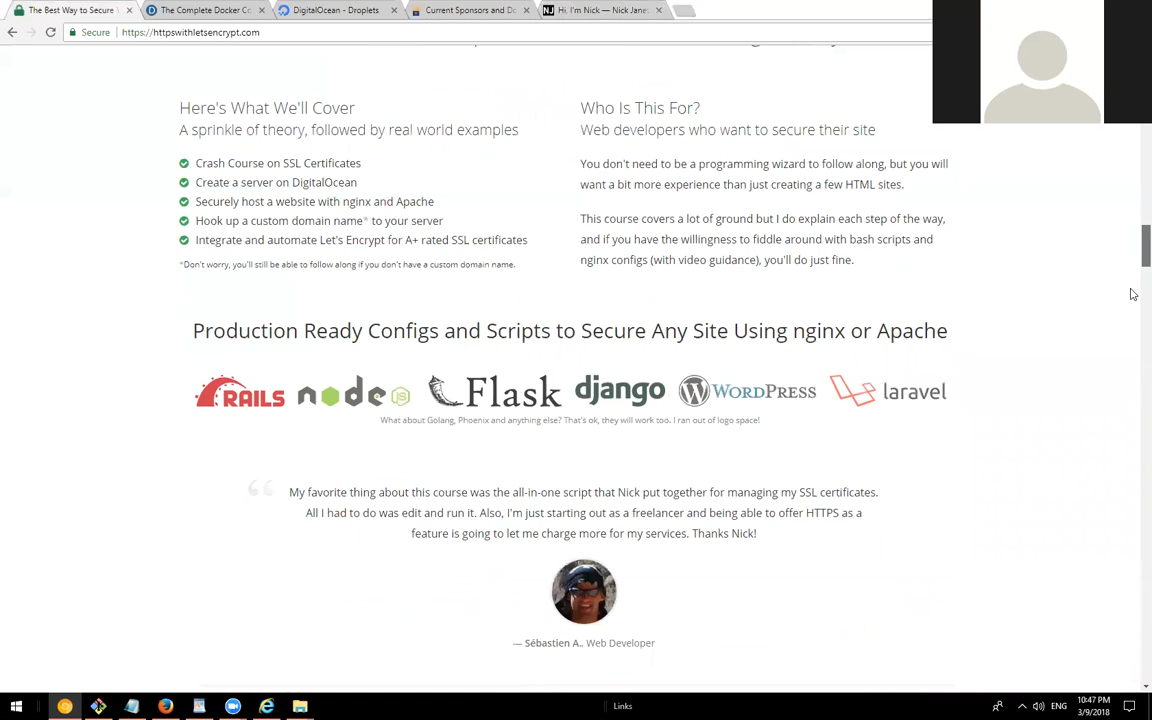 The Best Way to Secure
The Complete Docker Co
DigitalOcean - Droplets
Current Sponsors and Do
NJ
Hi, I'm Nick — Nick Jane
Secure
https://httpswithletsencrypt.com
Here's What We'll Cover
A sprinkle of theory, followed by real world examples
Crash Course on SSL Certificates
Create a server on DigitalOcean
Securely host a website with nginx and Apache
Hook up a custom domain name* to your server
Integrate and automate Let's Encrypt for A+ rated SSL certificates
*Don't worry, you'll still be able to follow along if you don't have a custom domain name.
Who Is This For?
Web developers who want to secure their site
You don't need to be a programming wizard to follow along, but you will
want a bit more experience than just creating a few HTML sites.
This course covers a lot of ground but I do explain each step of the way,
and if you have the willingness to fiddle around with bash scripts and
nginx configs (with video guidance), you'll do just fine.
Production Ready Configs and Scripts to Secure Any Site Using nginx or Apache
RAILS
node JS
Flask
django
WORDPRESS
laravel
What about Golang, Phoenix and anything else? That's ok, they will work too. I ran out of logo space!
My favorite thing about this course was the all-in-one script that Nick put together for managing my SSL certificates.
All I had to do was edit and run it. Also, I'm just starting out as a freelancer and being able to offer HTTPS as a
feature is going to let me charge more for my services. Thanks Nick!
— Sébastien A., Web Developer
Links
ENG
10:47 PM
3/9/2018